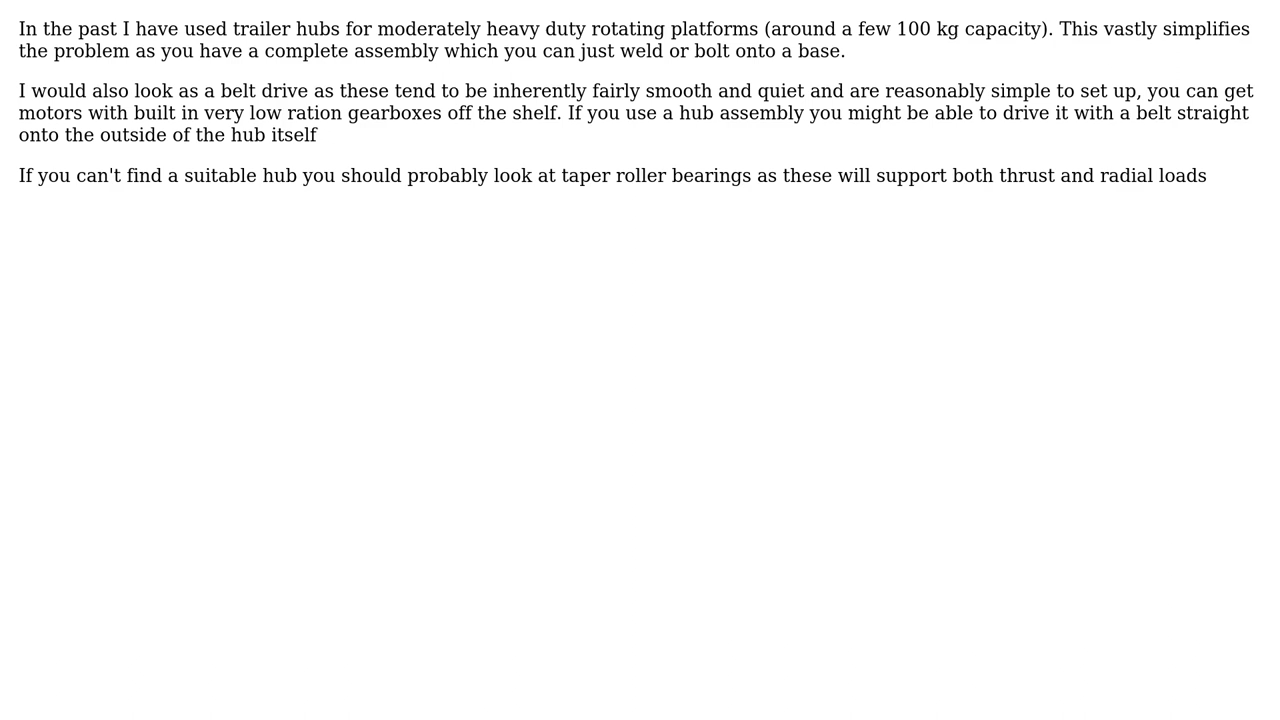 In the past I have used trailer hubs for moderately heavy duty rotating platforms (around a few 100 kg capacity). This vastly simplifies
the problem as you have a complete assembly which you can just weld or bolt onto a base.
I would also look as a belt drive as these tend to be inherently fairly smooth and quiet and are reasonably simple to set up, you can get
motors with built in very low ration gearboxes off the shelf. If you use a hub assembly you might be able to drive it with a belt straight
onto the outside of the hub itself
If you can't find a suitable hub you should probably look at taper roller bearings as these will support both thrust and radial loads